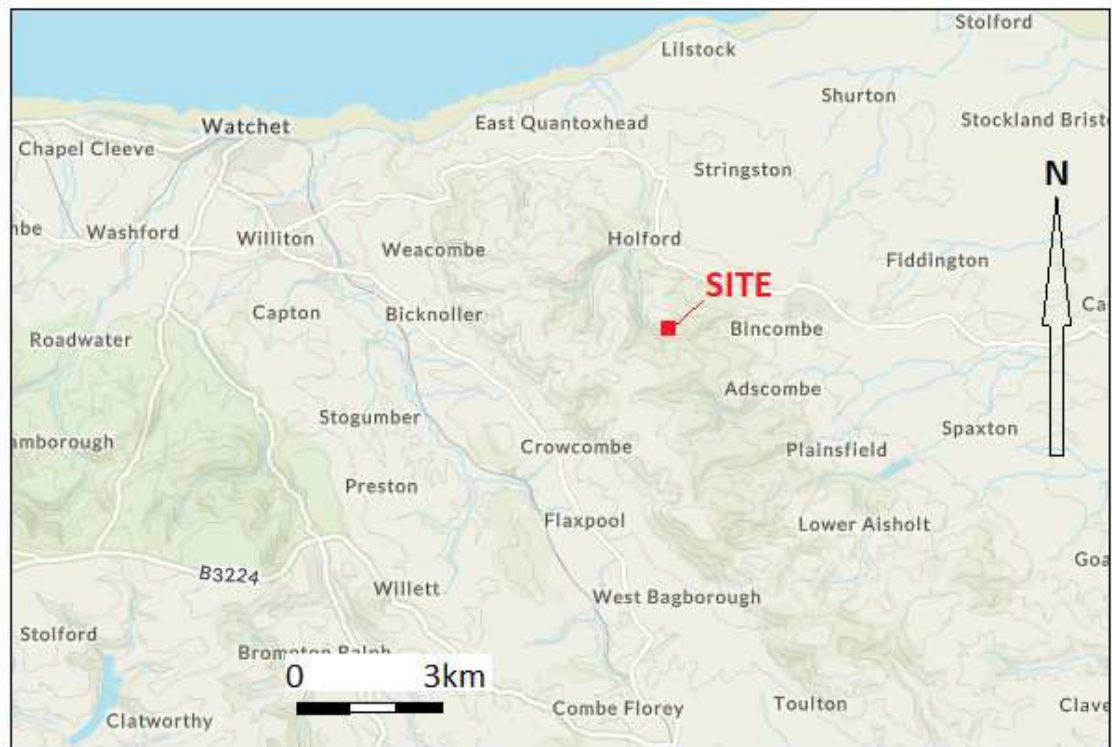 Stolford
Lilstock
Shurton
Watchet
East Quantoxhead
Stockland Brist
Chapel Cleeve
Stringston
N
Washford
Williton
Weacombe
Holford
Fiddington
SITE
Capton
Bicknoller
Bincombe
Roadwater
Adscombe
Stogumber
Spaxton
Crowcombe
Plainsfield
Preston
Flaxpool
Lower Aisholt
B3224
Willett
West Bagborough
Stolford
0 3km
Clatworthy
Combe Florey
Toulton